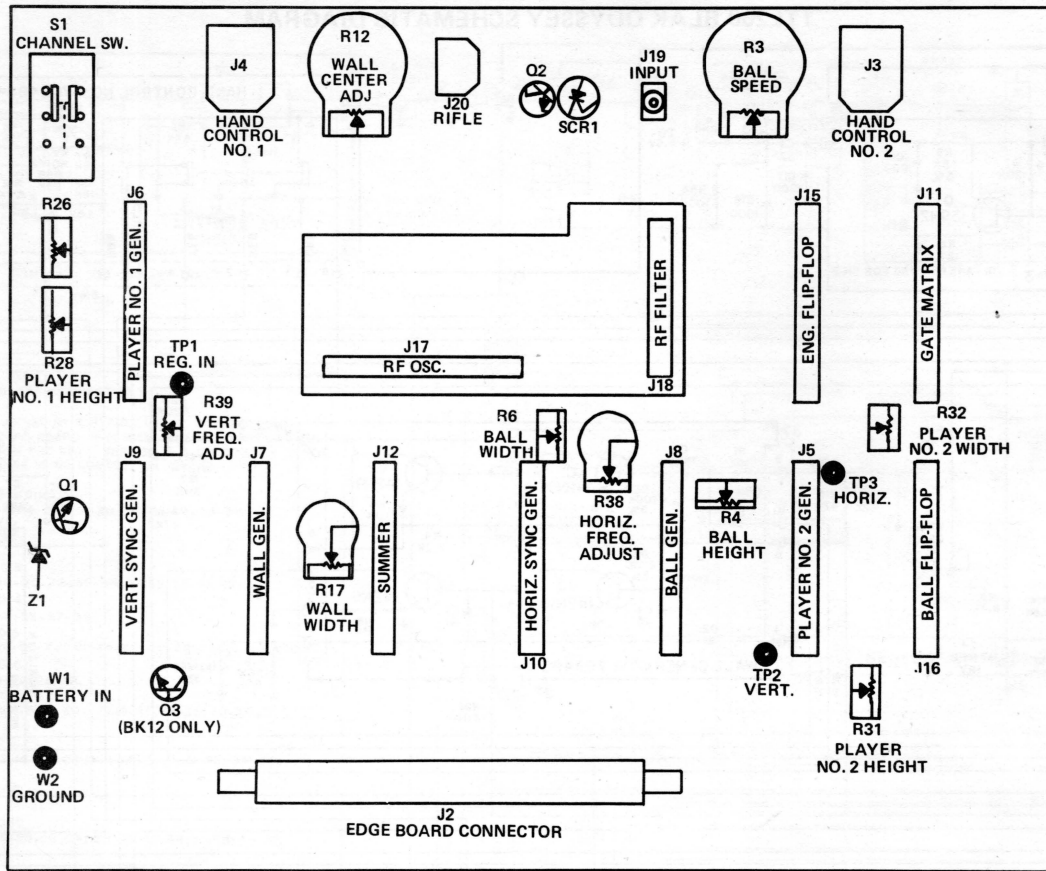 S1
CHANNEL SW.
J4
HAND
CONTROL
NO. 1
R12
WALL
CENTER
ADJ
J20
RIFLE
Q2
SCR1
J19
INPUT
R3
BALL
SPEED
J3
HAND
CONTROL
NO. 2
R26
R28
PLAYER
NO. 1 HEIGHT
J6
PLAYER NO. 1 GEN.
TP1
REG. IN
R39
VERT
FREQ.
ADJ
J17
RF OSC.
RF FILTER
J18
J15
ENG. FLIP-FLOP
J11
GATE MATRIX
R6
BALL
WIDTH
R38
HORIZ.
FREQ.
ADJUST
R32
PLAYER
NO. 2 WIDTH
Q1
Z1
J9
VERT. SYNC GEN.
J7
WALL GEN.
R17
WALL
WIDTH
J12
SUMMER
HORIZ. SYNC GEN.
J10
J8
BALL GEN.
R4
BALL
HEIGHT
J5
PLAYER NO. 2 GEN.
TP3
HORIZ.
BALL FLIP-FLOP
J16
TP2
VERT.
R31
PLAYER
NO. 2 HEIGHT
W1
BATTERY IN
Q3
(BK12 ONLY)
W2
GROUND
J2
EDGE BOARD CONNECTOR